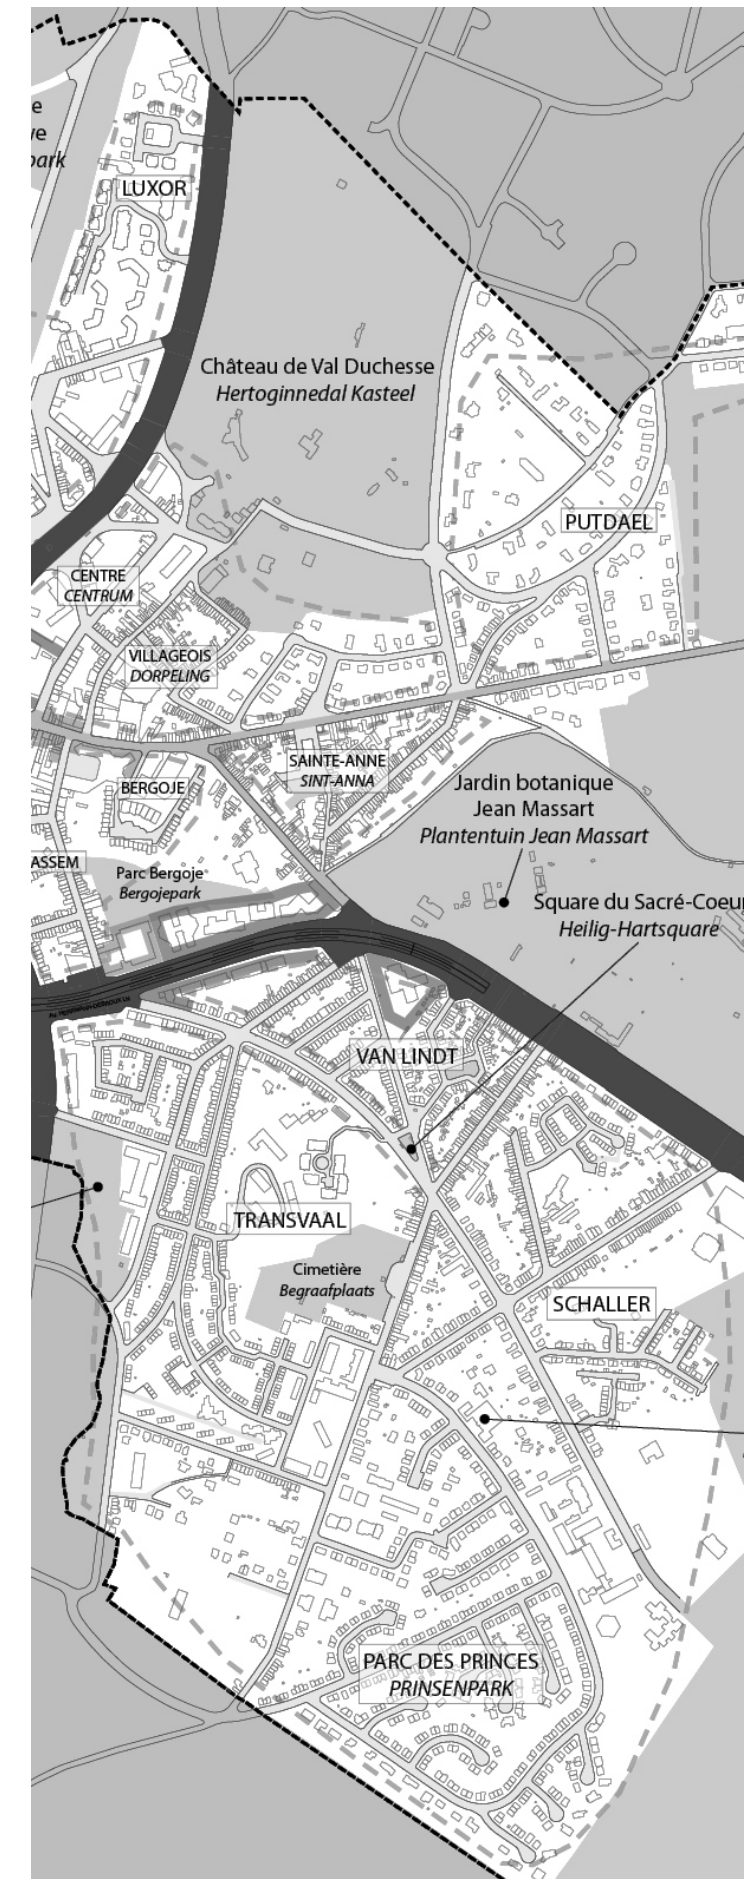 e
ve
park
LUXOR
Château de Val Duchesse
Hertoginnedal Kasteel
PUTDAEL
CENTRE
CENTRUM
VILLAGEOIS
DORPELING
SAINTE-ANNE
SINT-ANNA
BERGOJE
Jardin botanique
Jean Massart
Plantentuin Jean Massart
ASSEM
Parc Bergoje
Bergojepark
Square du Sacré-Coeur
Heilig-Hartsquare
VAN LINDT
TRANSVAAL
Cimetière
Begraafplaats
SCHALLER
PARC DES PRINCES
PRINSENPARK